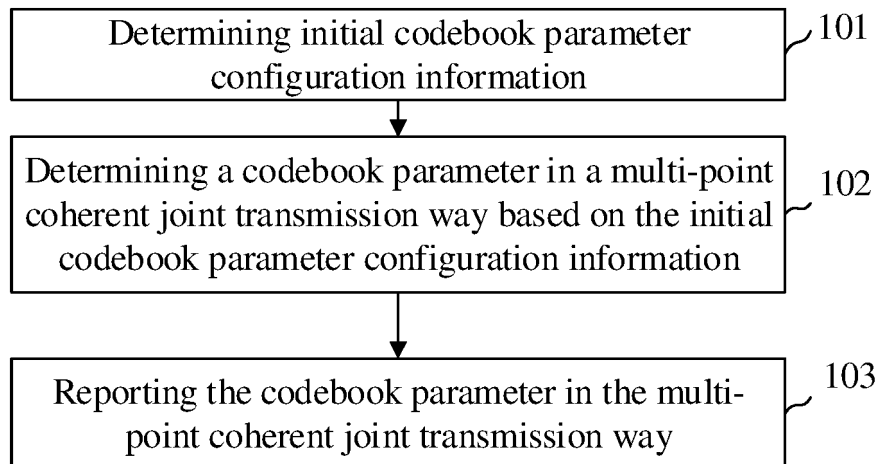 Determining initial codebook parameter
configuration information
101
Determining a codebook parameter in a multi-point
coherent joint transmission way based on the initial
codebook parameter configuration information
102
Reporting the codebook parameter in the multi-
point coherent joint transmission way
103